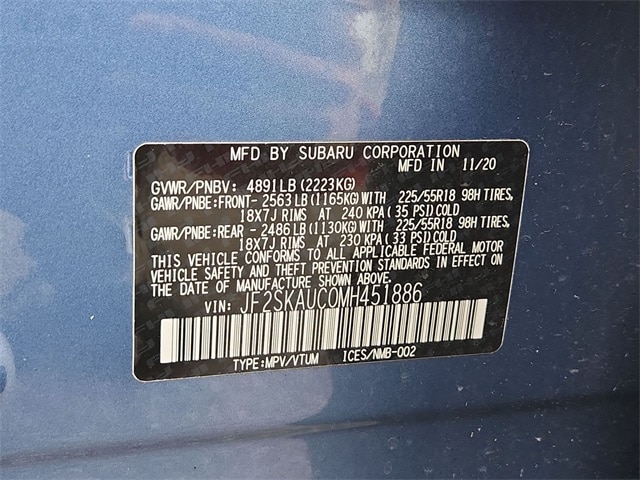 MFD BY SUBARU CORPORATION
MFD IN 11/20
GVWR/PNBV: 4891LB(2223KG)
GAWR/PNBE:FRONT- 2563LB(1165KG)WITH 225/55R18 98H TIRES,
18X7J RIMS AT 240 KPA(35 PSI)COLD
GAWR/PNBE:REAR - 2486LB(1130KG)WITH 225/55R18 98H TIRES,
18X7J RIMS AT 230 KPA(33 PSI)COLD
THIS VEHICLE CONFORMS TO ALL APPLICABLE FEDERAL MOTOR
VEHICLE SAFETY AND THEFT PREVENTION STANDARDS IN EFFECT ON
THE DATE OF MANUFACTURE SHOWN ABOVE.
VIN: JF2SKAUC0MH451886
TYPE:MPV/VTUM ICES/NMB-002